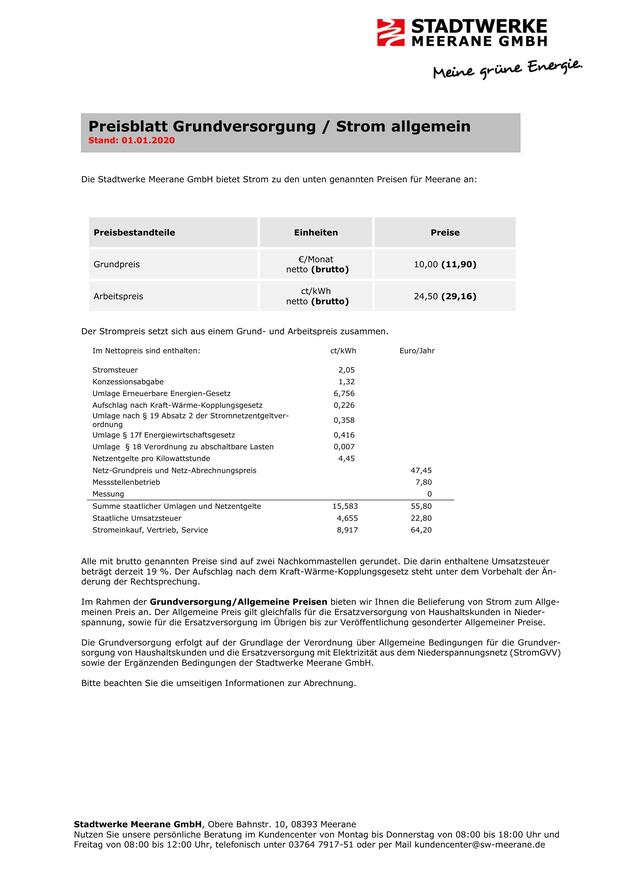 STADTWERKE
MEERANE GMBH
Meine grüne Energie.
Preisblatt Grundversorgung / Strom allgemein
Stand: 01.01.2020
Die Stadtwerke Meerane GmbH bietet Strom zu den unten genannten Preisen für Meerane an:
Preisbestandteile Einheiten Preise
Grundpreis €/Monat netto (brutto) 10,00 (11,90)
Arbeitspreis ct/kWh netto (brutto) 24,50 (29,16)
Der Strompreis setzt sich aus einem Grund- und Arbeitspreis zusammen.
Im Nettopreis sind enthalten: ct/kWh Euro/Jahr
Stromsteuer 2,05
Konzessionsabgabe 1,32
Umlage Erneuerbare Energien-Gesetz 6,756
Aufschlag nach Kraft-Wärme-Kopplungsgesetz 0,226
Umlage nach § 19 Absatz 2 der Stromnetzentgeltver-
ordnung 0,358
Umlage § 17f Energiewirtschaftsgesetz 0,416
Umlage § 18 Verordnung zu abschaltbare Lasten 0,007
Netzentgelte pro Kilowattstunde 4,45
Netz-Grundpreis und Netz-Abrechnungspreis 47,45
Messstellenbetrieb 7,80
Messung 0
Summe staatlicher Umlagen und Netzentgelte 15,583 55,80
Staatliche Umsatzsteuer 4,655 22,80
Stromeinkauf, Vertrieb, Service 8,917 64,20
Alle mit brutto genannten Preise sind auf zwei Nachkommastellen gerundet. Die darin enthaltene Umsatzsteuer
beträgt derzeit 19 %. Der Aufschlag nach dem Kraft-Wärme-Kopplungsgesetz steht unter dem Vorbehalt der Än-
derung der Rechtsprechung.
Im Rahmen der Grundversorgung/Allgemeine Preisen bieten wir Ihnen die Belieferung von Strom zum Allge-
meinen Preis an. Der Allgemeine Preis gilt gleichfalls für die Ersatzversorgung von Haushaltskunden in Nieder-
spannung, sowie für die Ersatzversorgung im Übrigen bis zur Veröffentlichung gesonderter Allgemeiner Preise.
Die Grundversorgung erfolgt auf der Grundlage der Verordnung über Allgemeine Bedingungen für die Grundver-
sorgung von Haushaltskunden und die Ersatzversorgung mit Elektrizität aus dem Niederspannungsnetz (StromGVV)
sowie der Ergänzenden Bedingungen der Stadtwerke Meerane GmbH.
Bitte beachten Sie die umseitigen Informationen zur Abrechnung.
Stadtwerke Meerane GmbH, Obere Bahnstr. 10, 08393 Meerane
Nutzen Sie unsere persönliche Beratung im Kundencenter von Montag bis Donnerstag von 08:00 bis 18:00 Uhr und
Freitag von 08:00 bis 12:00 Uhr, telefonisch unter 03764 7917-51 oder per Mail kundencenter@sw-meerane.de